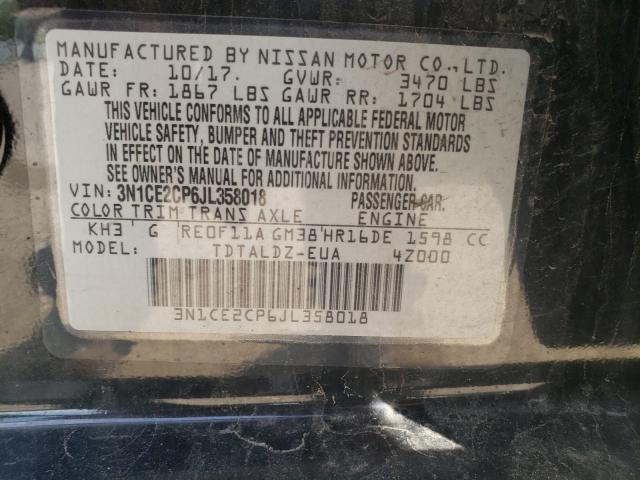 MANUFACTURED BY NISSAN MOTOR CO., LTD.
DATE: 10/17. GVWR: 3470 LBS
GAWR FR: 1867 LBS GAWR RR: 1704 LBS
THIS VEHICLE CONFORMS TO ALL APPLICABLE FEDERAL MOTOR
VEHICLE SAFETY, BUMPER AND THEFT PREVENTION STANDARDS
IN EFFECT ON THE DATE OF MANUFACTURE SHOWN ABOVE.
SEE OWNER'S MANUAL FOR ADDITIONAL INFORMATION.
VIN: 3N1CE2CP6JL358018 PASSENGER CAR.
COLOR TRIM TRANS AXLE ENGINE
KH3 G RE0F11A GM38 HR16DE 1598 CC
MODEL: TDTALDZ-EUA 4Z000
3N1CE2CP6JL358018